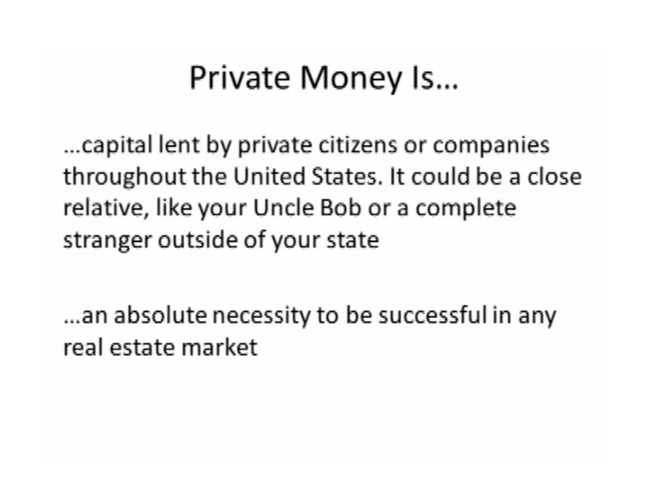 Private Money Is...
...capital lent by private citizens or companies
throughout the United States. It could be a close
relative, like your Uncle Bob or a complete
stranger outside of your state
...an absolute necessity to be successful in any
real estate market